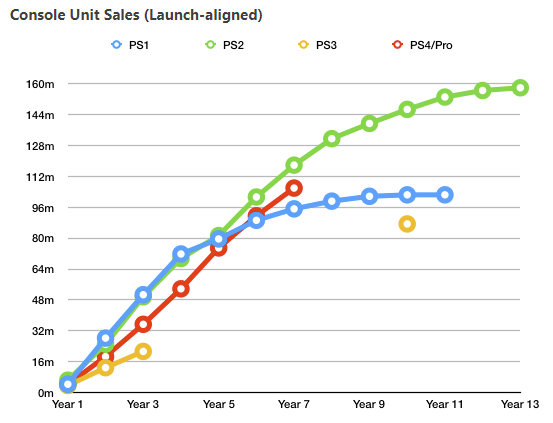 Console Unit Sales (Launch-aligned)
PS1 PS2 PS3 PS4/Pro
160m
144m
128m
112m
96m
80m
64m
48m
32m
16m
0m
Year 1 Year 3 Year 5 Year 7 Year 9 Year 11 Year 13